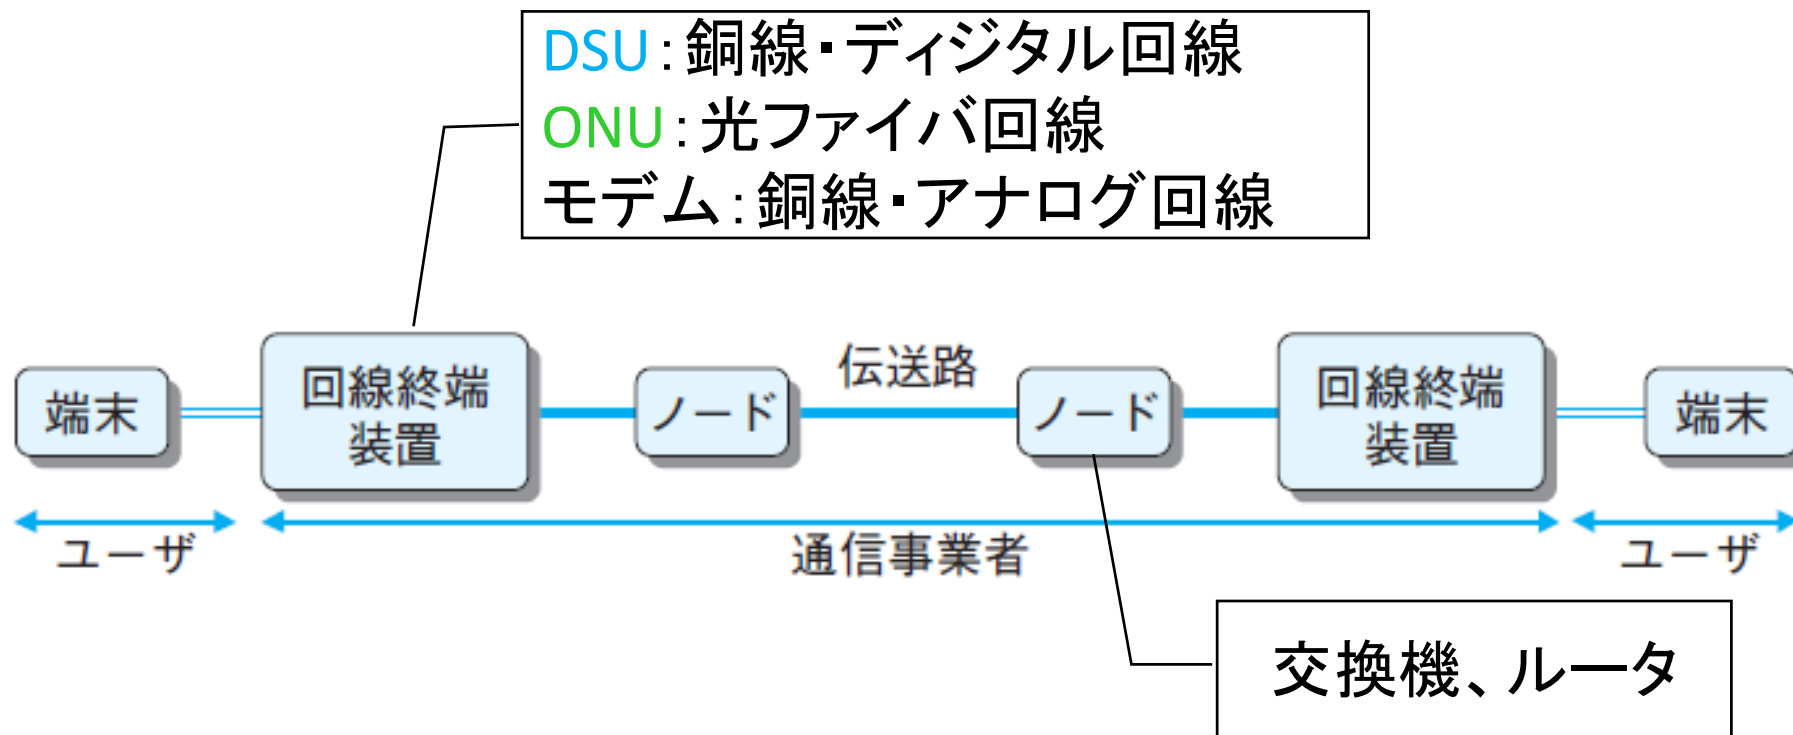 DSU:銅線・ディジタル回線
ONU:光ファイバ回線
モデム:銅線・アナログ回線
端末
回線終端
装置
ノード
伝送路
ノード
回線終端
装置
端末
ユーザ
通信事業者
ユーザ
交換機、ルータ